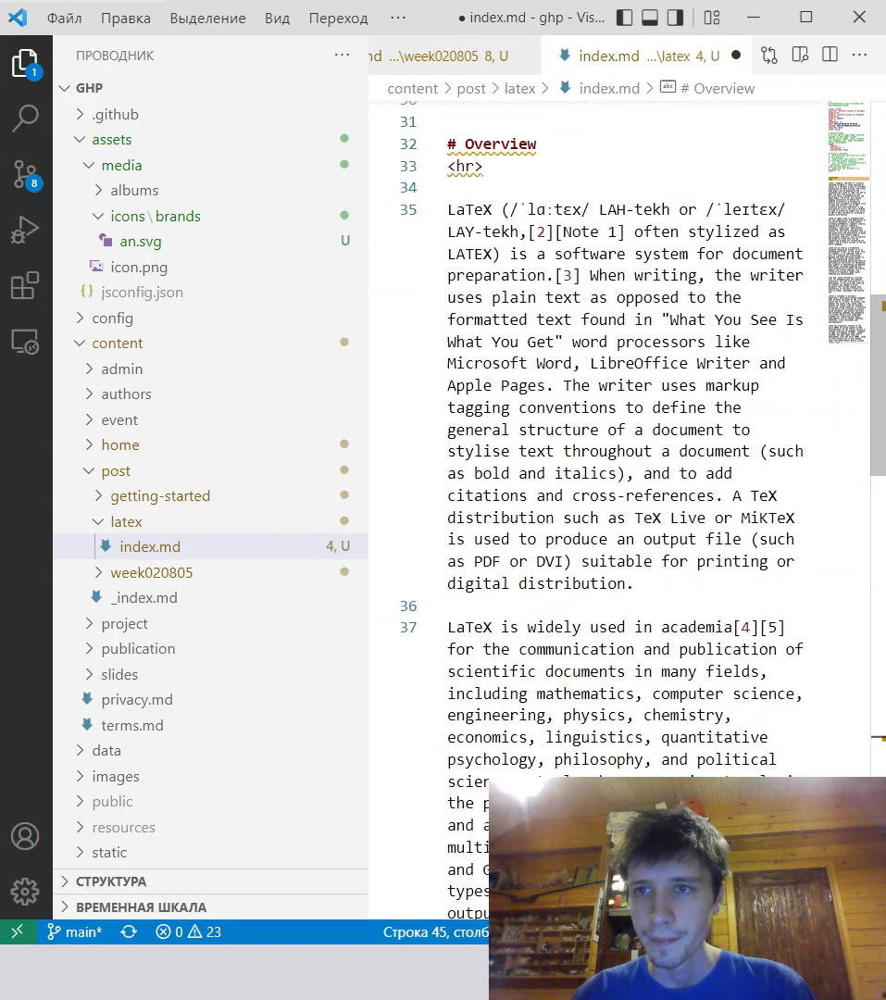 Файл Правка Выделение Вид Переход ··· ● index.md - ghp - Vis...
ПРОВОДНИК ···
GHP
.github
assets
media
albums
icons\brands
an.svg U
icon.png
{} jsconfig.json
config
content
admin
authors
event
home
post
getting-started
latex
index.md 4, U
week020805
_index.md
project
publication
slides
privacy.md
terms.md
data
images
public
resources
static
СТРУКТУРА
ВРЕМЕННАЯ ШКАЛА
1
8
nd ...\week020805 8, U index.md ...\latex 4, U ● ···
content > post > latex > index.md > abc # Overview
31
32 # Overview
33 <hr>
34
35 LaTeX (/ˈlɑːtɛx/ LAH-tekh or /ˈleɪtɛx/
LAY-tekh,[2][Note 1] often stylized as
LATEX) is a software system for document
preparation.[3] When writing, the writer
uses plain text as opposed to the
formatted text found in "What You See Is
What You Get" word processors like
Microsoft Word, LibreOffice Writer and
Apple Pages. The writer uses markup
tagging conventions to define the
general structure of a document to
stylise text throughout a document (such
as bold and italics), and to add
citations and cross-references. A TeX
distribution such as TeX Live or MiKTeX
is used to produce an output file (such
as PDF or DVI) suitable for printing or
digital distribution.
36
37 LaTeX is widely used in academia[4][5]
for the communication and publication of
scientific documents in many fields,
including mathematics, computer science,
engineering, physics, chemistry,
economics, linguistics, quantitative
psychology, philosophy, and political
scien
the p
and a
multi
and G
types
outpu
main* 0 23 Строка 45, столб